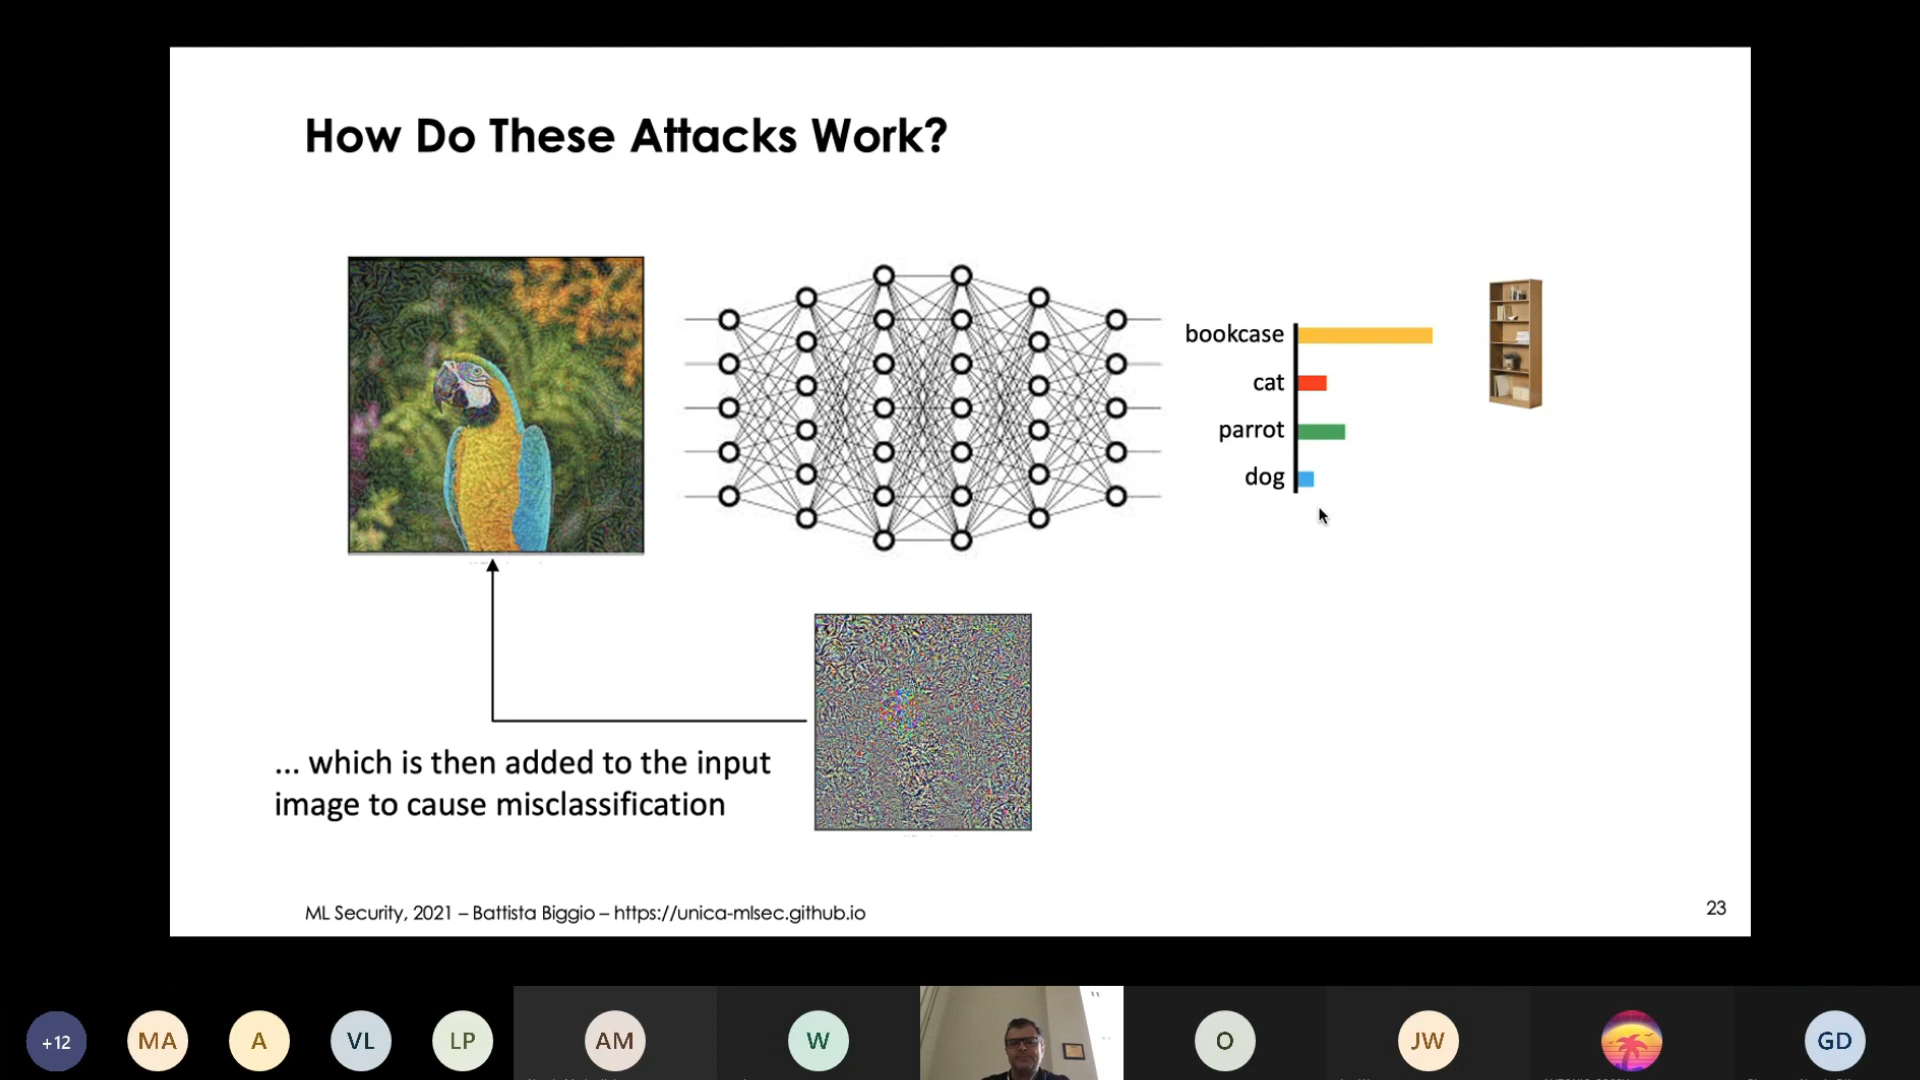 How Do These Attacks Work?
bookcase
cat
parrot
dog
... which is then added to the input
image to cause misclassification
ML Security, 2021 – Battista Biggio – https://unica-mlsec.github.io
23
+12
MA
A
VL
LP
AM
W
O
JW
GD